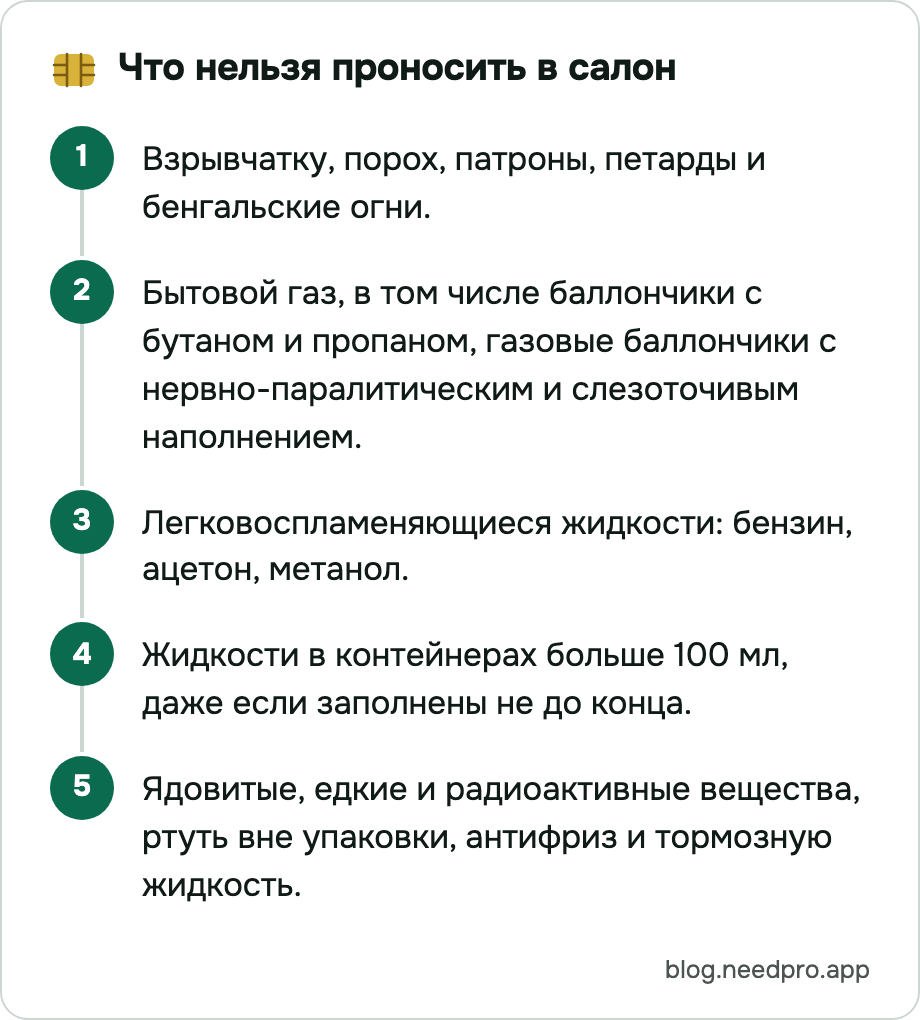 Что нельзя проносить в салон
1
Взрывчатку, порох, патроны, петарды и
бенгальские огни.
2
Бытовой газ, в том числе баллончики с
бутаном и пропаном, газовые баллончики с
нервно-паралитическим и слезоточивым
наполнением.
3
Легковоспламеняющиеся жидкости: бензин,
ацетон, метанол.
4
Жидкости в контейнерах больше 100 мл,
даже если заполнены не до конца.
5
Ядовитые, едкие и радиоактивные вещества,
ртуть вне упаковки, антифриз и тормозную
жидкость.
blog.needpro.app